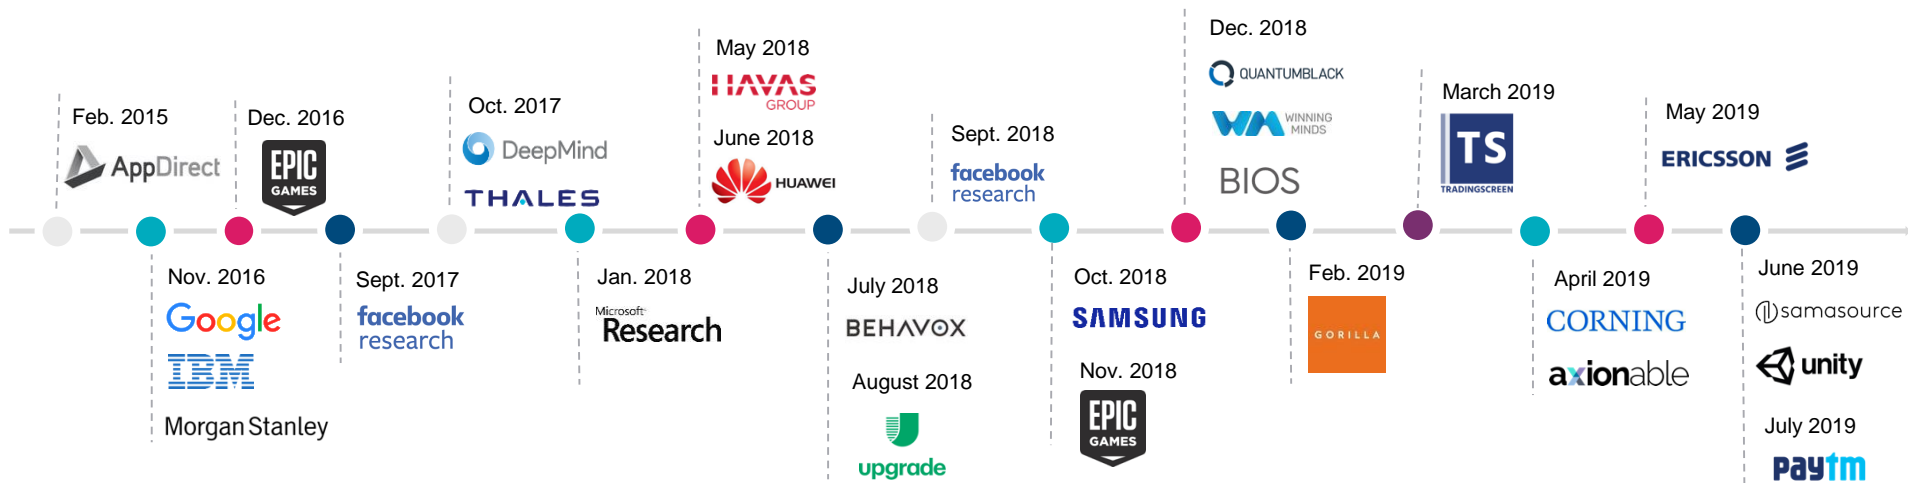 Feb. 2015
AppDirect
Nov. 2016
Google
IBM
Morgan Stanley
Dec. 2016
EPIC
GAMES
Sept. 2017
facebook
research
Oct. 2017
DeepMind
THALES
Jan. 2018
Microsoft
Research
May 2018
HAVAS
GROUP
June 2018
HUAWEI
July 2018
BEHAVOX
August 2018
upgrade
Sept. 2018
facebook
research
Oct. 2018
SAMSUNG
Nov. 2018
EPIC
GAMES
Dec. 2018
QUANTUMBLACK
WM WINNING
MINDS
BIOS
Feb. 2019
GORILLA
March 2019
TS
TRADINGSCREEN
April 2019
CORNING
axionable
May 2019
ERICSSON
June 2019
samasource
unity
July 2019
paytm